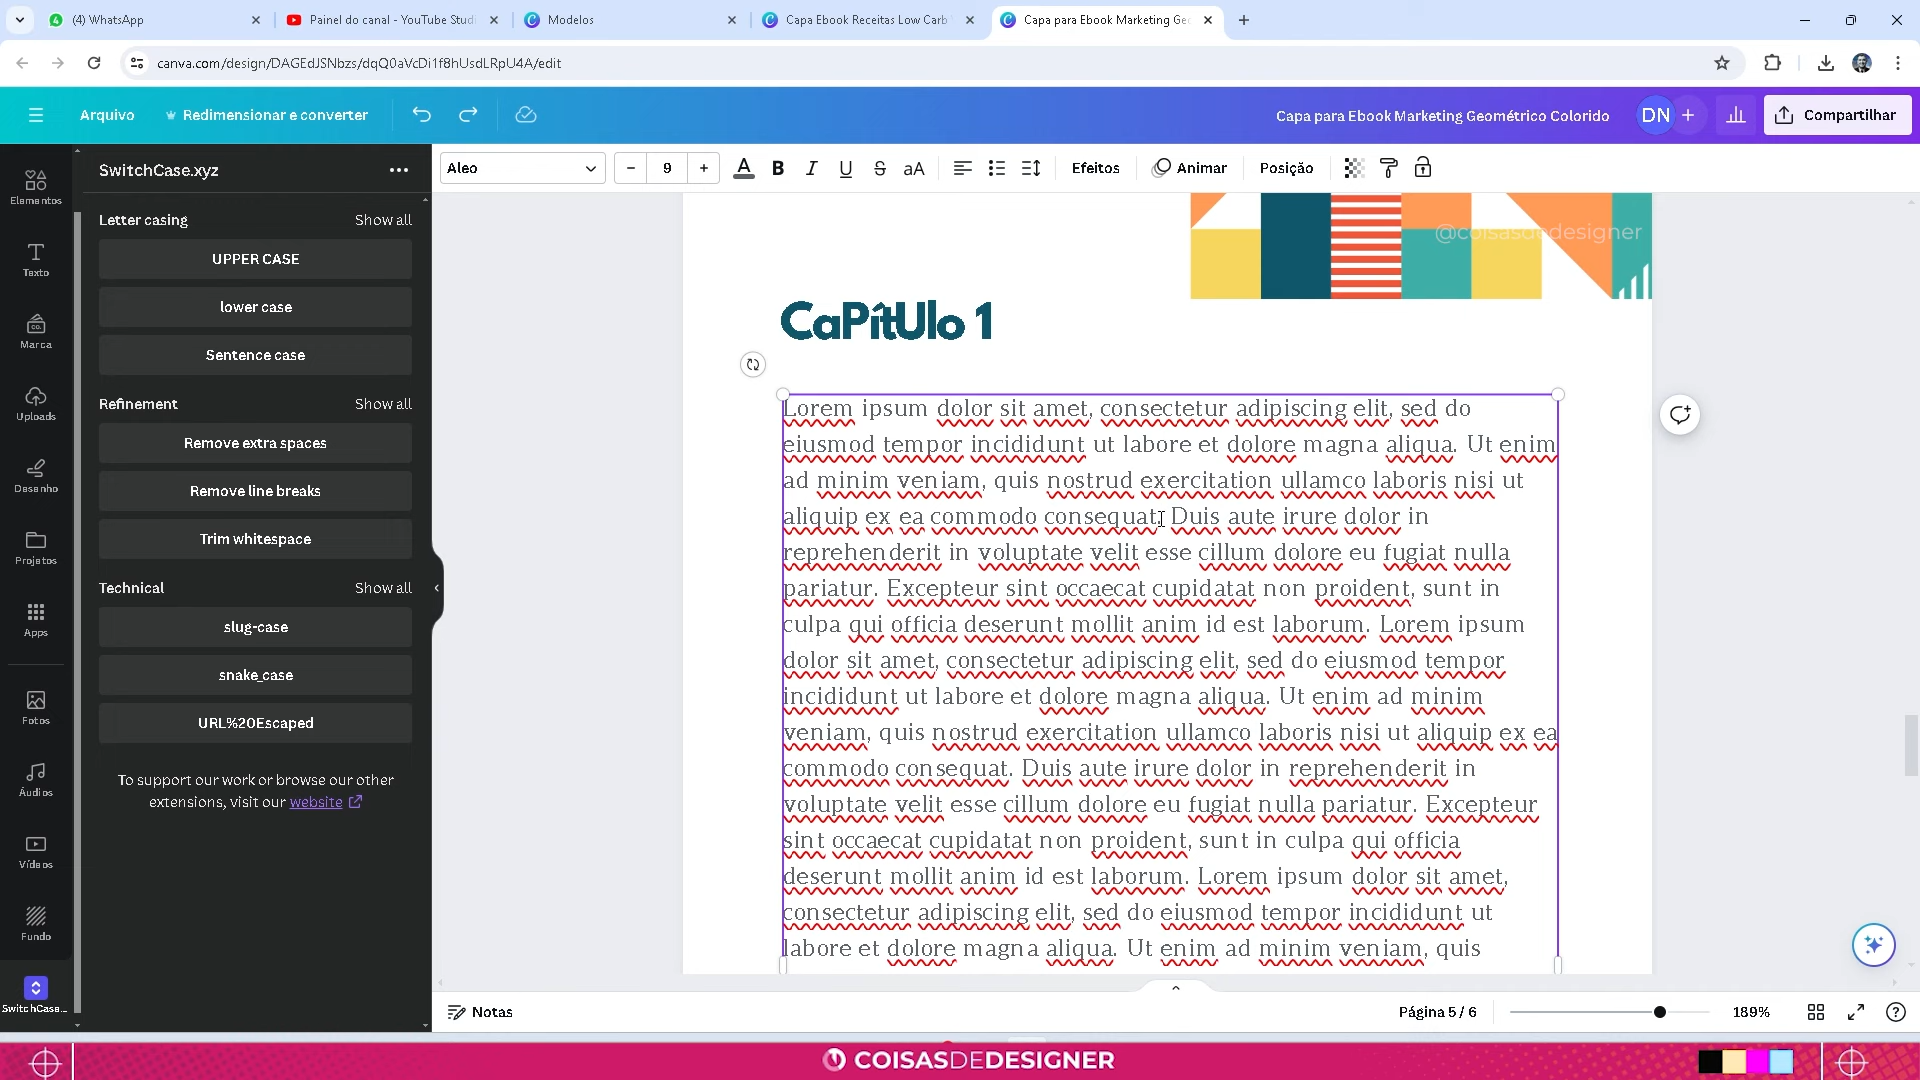 (4) WhatsApp
Painel do canal - YouTube Stud
Modelos
Capa Ebook Receitas Low Carb
Capa para Ebook Marketing Ge
canva.com/design/DAGEdJSNbzs/dqQ0aVcDi1f8hUsdLRpU4A/edit
Arquivo
Redimensionar e converter
Capa para Ebook Marketing Geométrico Colorido
DN
Compartilhar
Elementos
Texto
Marca
Uploads
Desenho
Projetos
Apps
Fotos
Áudios
Vídeos
Fundo
SwitchCase...
SwitchCase.xyz
Letter casing
Show all
UPPER CASE
lower case
Sentence case
Refinement
Show all
Remove extra spaces
Remove line breaks
Trim whitespace
Technical
Show all
slug-case
snake_case
URL%20Escaped
To support our work or browse our other
extensions, visit our website
Aleo
9
A
B
I
U
S
aA
Efeitos
Animar
Posição
@coisasdedesigner
CaPítUlo 1
Lorem ipsum dolor sit amet, consectetur adipiscing elit, sed do
eiusmod tempor incididunt ut labore et dolore magna aliqua. Ut enim
ad minim veniam, quis nostrud exercitation ullamco laboris nisi ut
aliquip ex ea commodo consequat. Duis aute irure dolor in
reprehenderit in voluptate velit esse cillum dolore eu fugiat nulla
pariatur. Excepteur sint occaecat cupidatat non proident, sunt in
culpa qui officia deserunt mollit anim id est laborum. Lorem ipsum
dolor sit amet, consectetur adipiscing elit, sed do eiusmod tempor
incididunt ut labore et dolore magna aliqua. Ut enim ad minim
veniam, quis nostrud exercitation ullamco laboris nisi ut aliquip ex ea
commodo consequat. Duis aute irure dolor in reprehenderit in
voluptate velit esse cillum dolore eu fugiat nulla pariatur. Excepteur
sint occaecat cupidatat non proident, sunt in culpa qui officia
deserunt mollit anim id est laborum. Lorem ipsum dolor sit amet,
consectetur adipiscing elit, sed do eiusmod tempor incididunt ut
labore et dolore magna aliqua. Ut enim ad minim veniam, quis
Notas
Página 5 / 6
189%
COISASDEDESIGNER